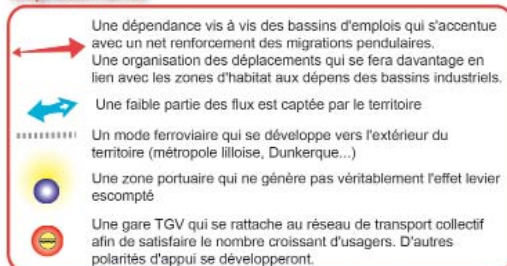 Une dépendance vis à vis des bassins d'emplois qui s'accentue
avec un net renforcement des migrations pendulaires.
Une organisation des déplacements qui se fera davantage en
lien avec les zones d'habitat aux dépens des bassins industriels.
Une faible partie des flux est captée par le territoire
Un mode ferroviaire qui se développe vers l'extérieur du
territoire (métropole lilloise, Dunkerque...)
Une zone portuaire qui ne génère pas véritablement l'effet levier
escompté
Une gare TGV qui se rattache au réseau de transport collectif
afin de satisfaire le nombre croissant d'usagers. D'autres
polarités d'appui se développeront.